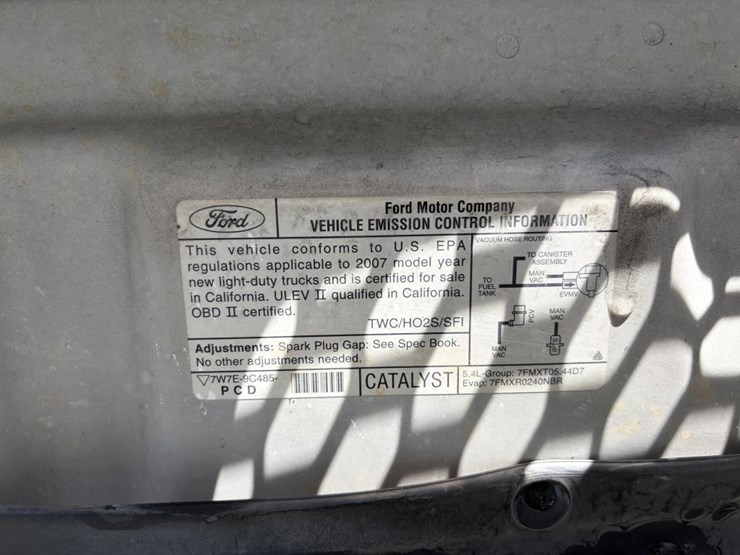 Ford
Ford Motor Company
VEHICLE EMISSION CONTROL INFORMATION
This vehicle conforms to U.S. EPA
regulations applicable to 2007 model year
new light-duty trucks and is certified for sale
in California. ULEV II qualified in California.
OBD II certified.
TWC/HO2S/SFI
Adjustments: Spark Plug Gap: See Spec Book.
No other adjustments needed.
VACUUM HOSE ROUTING
TO CANISTER
ASSEMBLY
MAN
VAC
TO
FUEL
TANK
EVMV
PCV
MAN
VAC
MAN
VAC
7W7E-9C485-
PCD
CATALYST
5.4L-Group: 7FMXT05.44D7
Evap: 7FMXR0240NBR